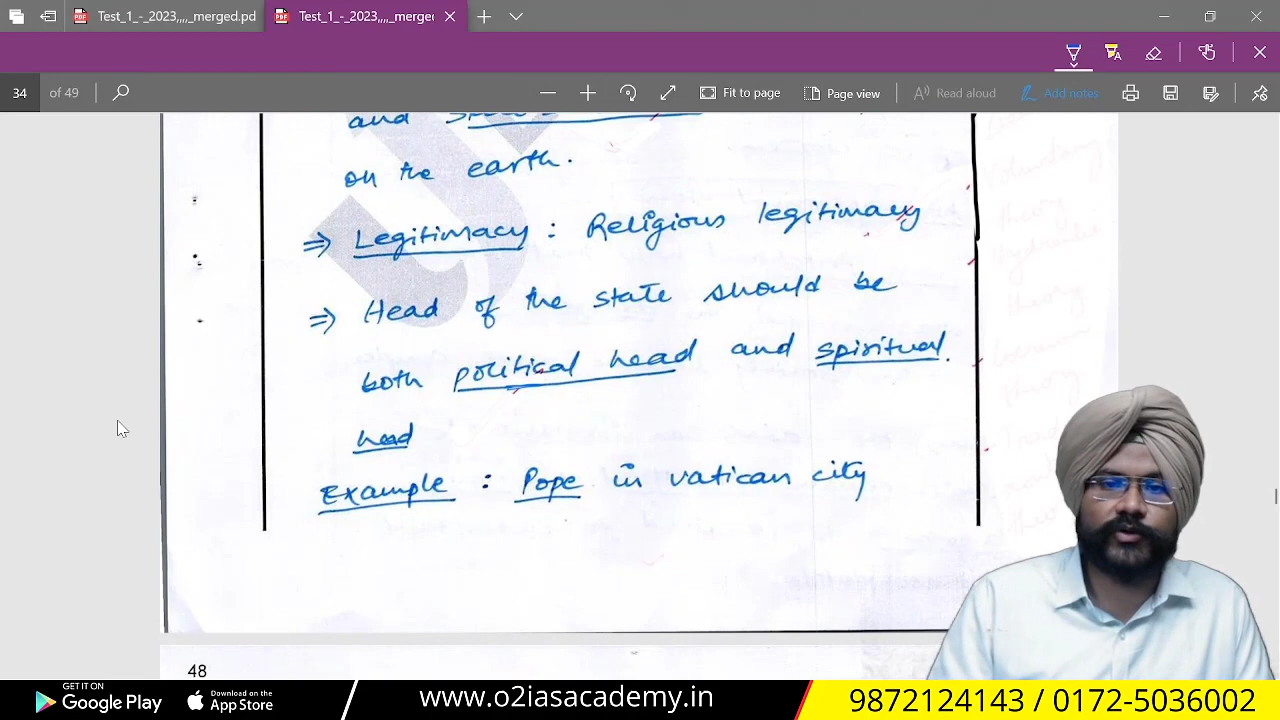 Test_1_-_2023,,,,_merged.pd
Test_1_-_2023,,,,_merge
34 of 49
Fit to page
Page view
Read aloud
Add notes
and
on the earth.
⇒ Legitimacy : Religious legitimacy
⇒ Head of the state should be
both political head and spiritual
head
Example : Pope in vatican city
48
GET IT ON
Google Play
Download on the
App Store
www.o2iasacademy.in
9872124143 / 0172-5036002